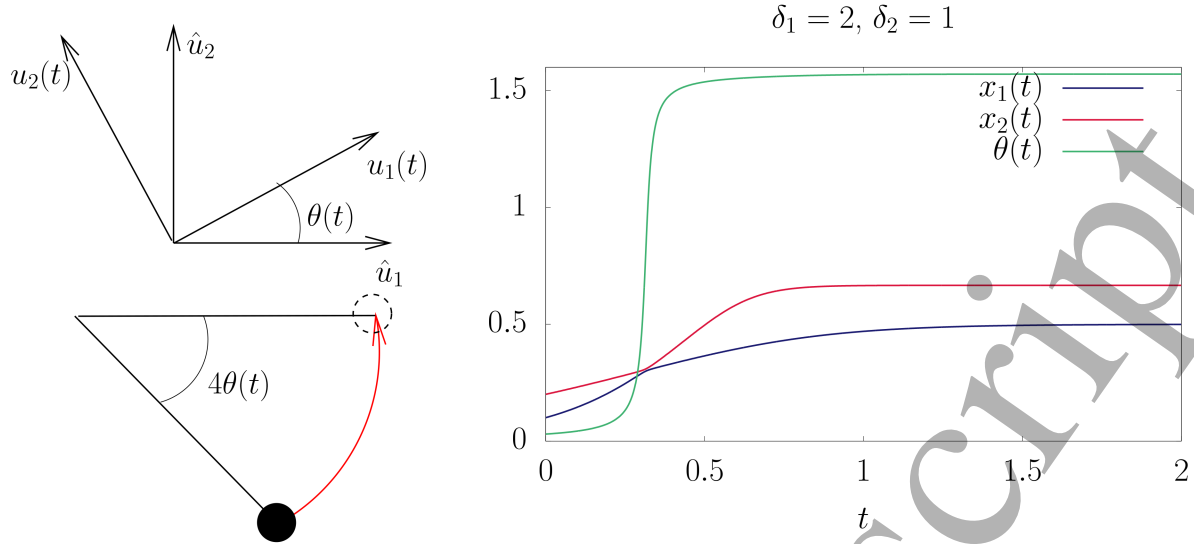 û₂
u₂(t)
u₁(t)
θ(t)
û₁
4θ(t)
δ₁ = 2, δ₂ = 1
1.5
1
0.5
0
x₁(t)
x₂(t)
θ(t)
0 0.5 1 1.5 2
t
script